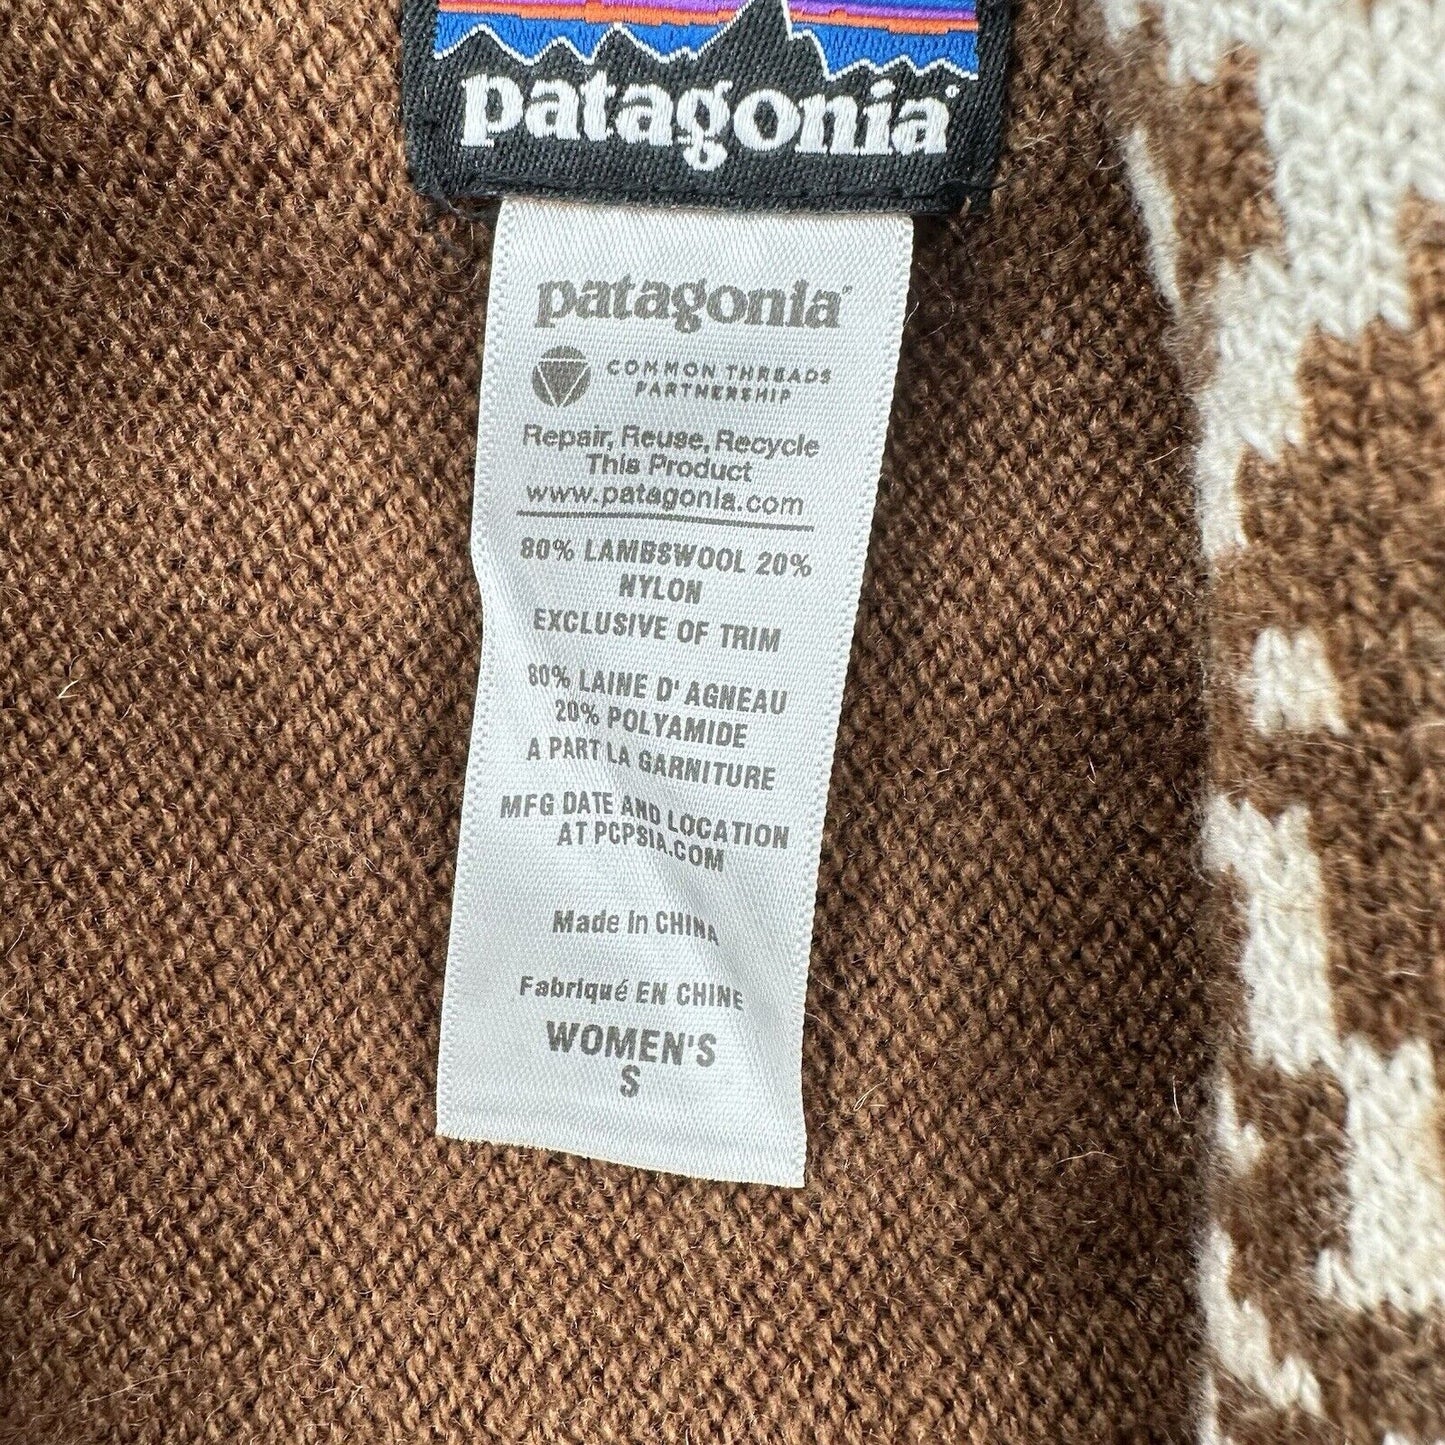 patagonia®
patagonia®
COMMON THREADS
PARTNERSHIP
Repair, Reuse, Recycle
This Product
www.patagonia.com
80% LAMBSWOOL 20%
NYLON
EXCLUSIVE OF TRIM
80% LAINE D' AGNEAU
20% POLYAMIDE
A PART LA GARNITURE
MFG DATE AND LOCATION
AT PCPSIA.COM
Made in CHINA
Fabriqué EN CHINE
WOMEN'S
S